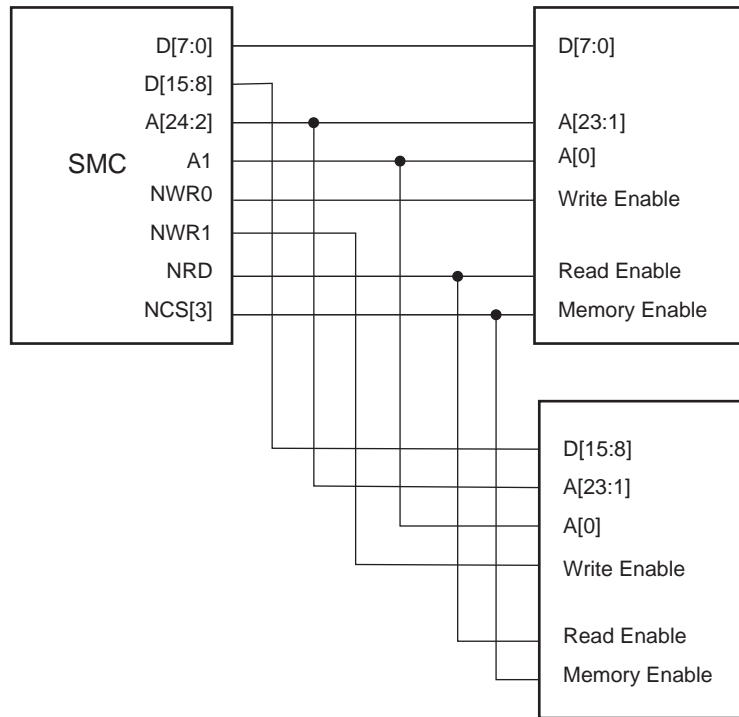 D[7:0]
D[15:8]
A[24:2]
SMC
A1
NWR0
NWR1
NRD
NCS[3]
D[7:0]
A[23:1]
A[0]
Write Enable
Read Enable
Memory Enable
D[15:8]
A[23:1]
A[0]
Write Enable
Read Enable
Memory Enable